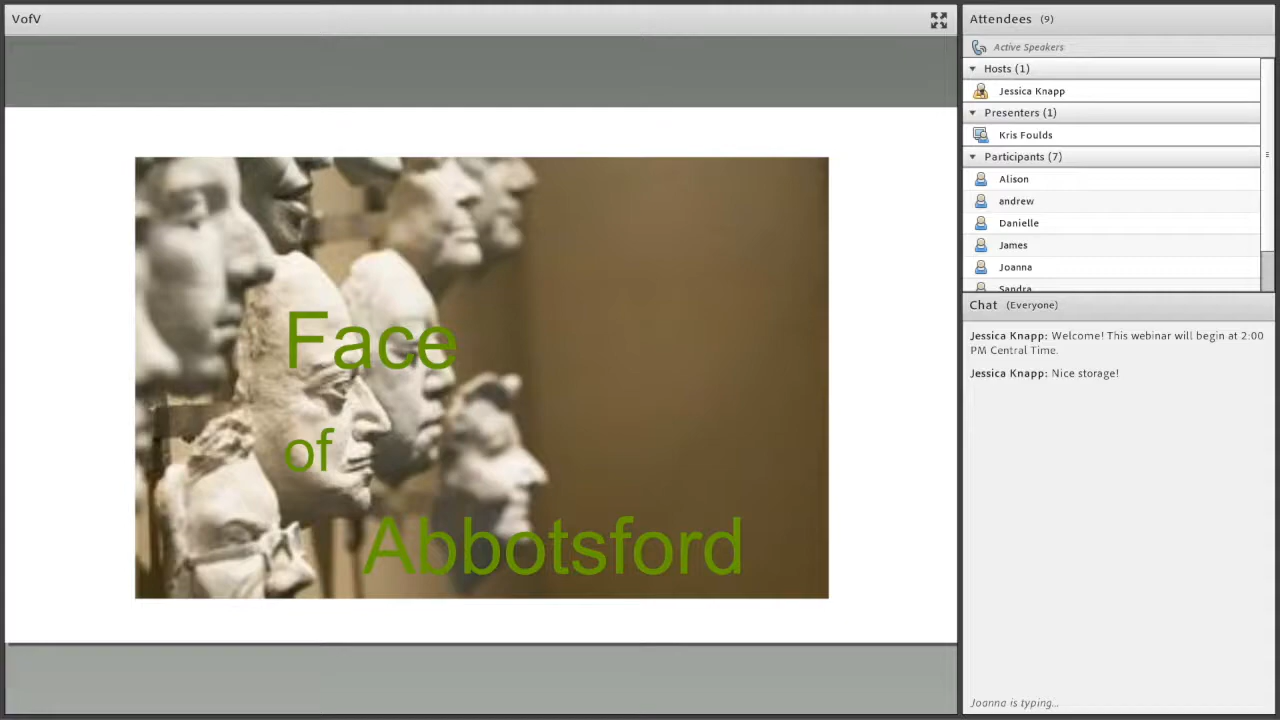 VofV
Face
of
Abbotsford
Attendees (9)
Active Speakers
Hosts (1)
Jessica Knapp
Presenters (1)
Kris Foulds
Participants (7)
Alison
andrew
Danielle
James
Joanna
Sandra
Chat (Everyone)
Jessica Knapp: Welcome! This webinar will begin at 2:00
PM Central Time.
Jessica Knapp: Nice storage!
Joanna is typing...